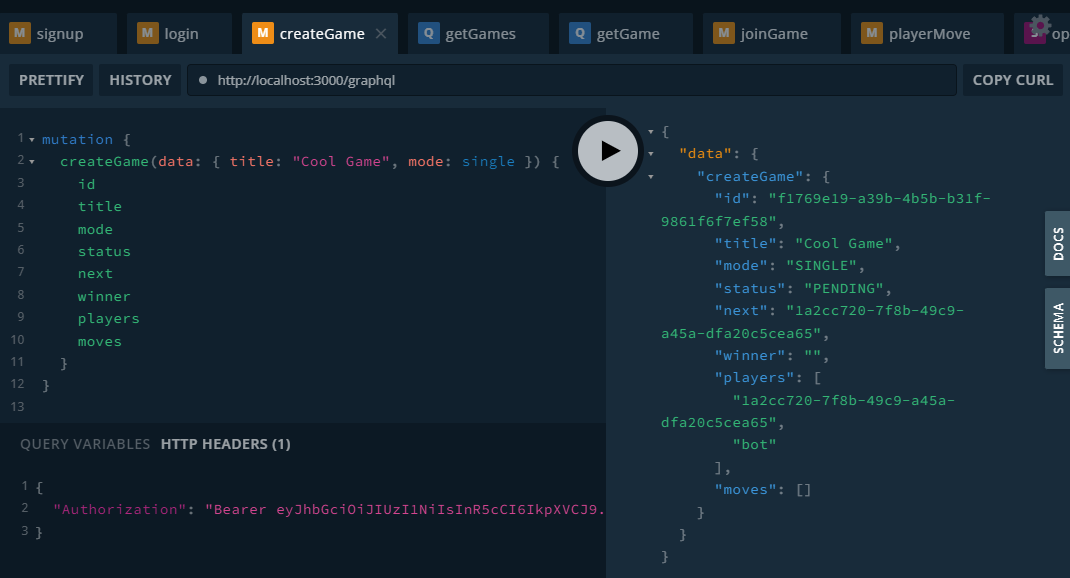 M signup M login M createGame × Q getGames Q getGame M joinGame M playerMove S op
PRETTIFY HISTORY http://localhost:3000/graphql COPY CURL
1 mutation {
2 createGame(data: { title: "Cool Game", mode: single }) {
3 id
4 title
5 mode
6 status
7 next
8 winner
9 players
10 moves
11 }
12 }
13
QUERY VARIABLES HTTP HEADERS (1)
1 {
2 "Authorization": "Bearer eyJhbGciOiJIUzI1NiIsInR5cCI6IkpXVCJ9.
3 }
{
"data": {
"createGame": {
"id": "f1769e19-a39b-4b5b-b31f-
9861f6f7ef58",
"title": "Cool Game",
"mode": "SINGLE",
"status": "PENDING",
"next": "1a2cc720-7f8b-49c9-
a45a-dfa20c5cea65",
"winner": "",
"players": [
"1a2cc720-7f8b-49c9-a45a-
dfa20c5cea65",
"bot"
],
"moves": []
}
}
}
DOCS
SCHEMA